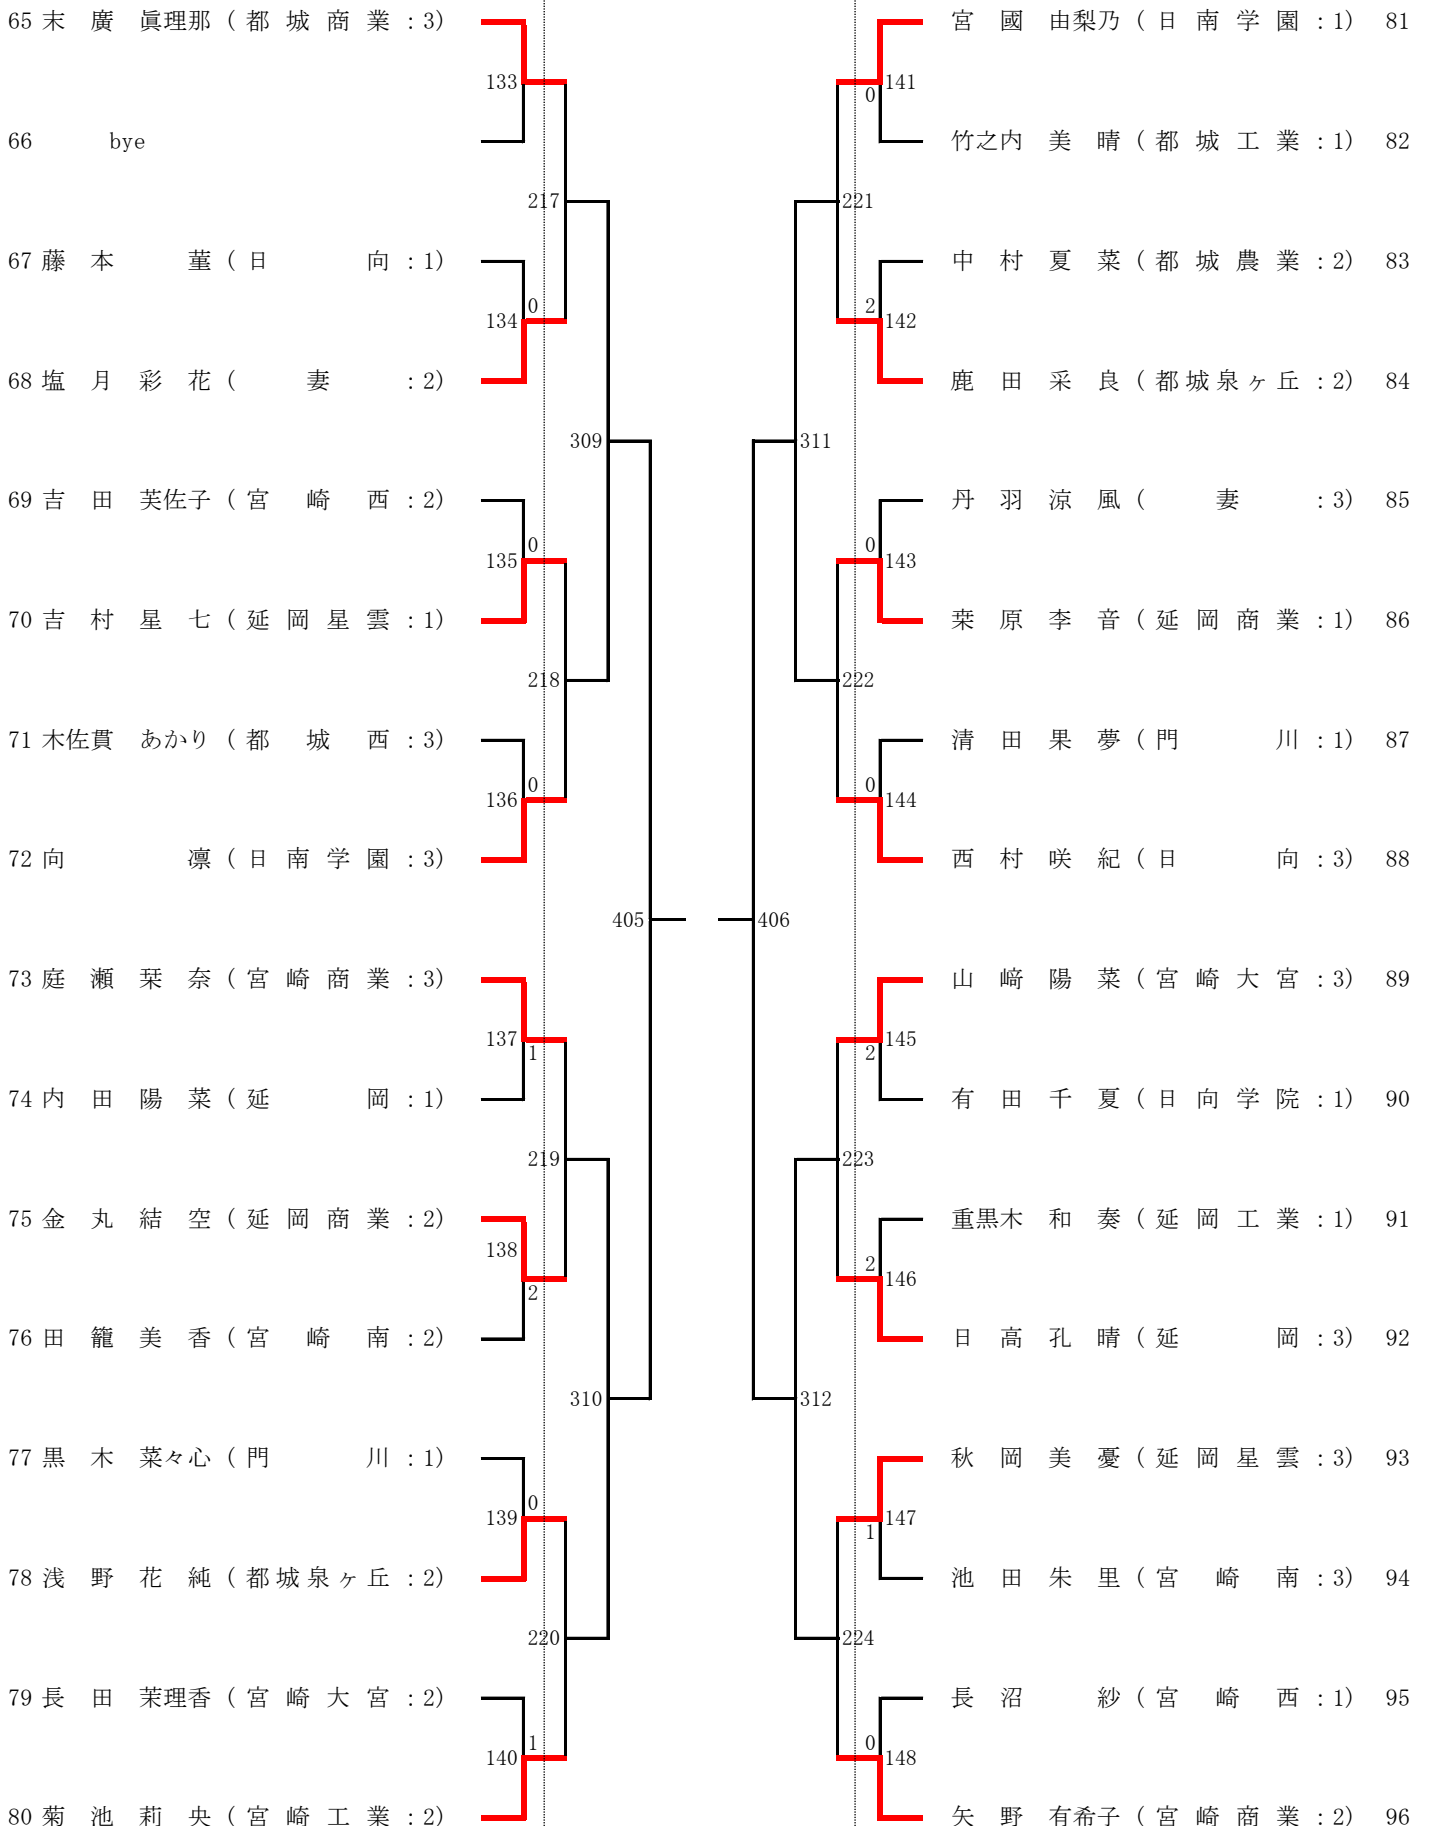 65 末 廣 眞理那 ( 都 城 商 業 : 3)
宮 國 由梨乃 ( 日 南 学 園 : 1) 81
133
141
0
66 bye
竹之内 美 晴 ( 都 城 工 業 : 1) 82
217
221
67 藤 本 菫 ( 日 向 : 1)
中 村 夏 菜 ( 都 城 農 業 : 2) 83
0
2
134
142
68 塩 月 彩 花 ( 妻 : 2)
鹿 田 采 良 ( 都 城 泉 ヶ 丘 : 2) 84
309
311
69 吉 田 芙佐子 ( 宮 崎 西 : 2)
丹 羽 涼 風 ( 妻 : 3) 85
0
0
135
143
70 吉 村 星 七 ( 延 岡 星 雲 : 1)
桒 原 李 音 ( 延 岡 商 業 : 1) 86
218
222
71 木佐貫 あかり ( 都 城 西 : 3)
清 田 果 夢 ( 門 川 : 1) 87
0
0
136
144
72 向 凛 ( 日 南 学 園 : 3)
西 村 咲 紀 ( 日 向 : 3) 88
405
406
73 庭 瀬 栞 奈 ( 宮 崎 商 業 : 3)
山 﨑 陽 菜 ( 宮 崎 大 宮 : 3) 89
137
145
1
2
74 内 田 陽 菜 ( 延 岡 : 1)
有 田 千 夏 ( 日 向 学 院 : 1) 90
219
223
75 金 丸 結 空 ( 延 岡 商 業 : 2)
重黒木 和 奏 ( 延 岡 工 業 : 1) 91
138
2
146
2
76 田 籠 美 香 ( 宮 崎 南 : 2)
日 高 孔 晴 ( 延 岡 : 3) 92
310
312
77 黒 木 菜々心 ( 門 川 : 1)
秋 岡 美 憂 ( 延 岡 星 雲 : 3) 93
0
139
147
1
78 浅 野 花 純 ( 都 城 泉 ヶ 丘 : 2)
池 田 朱 里 ( 宮 崎 南 : 3) 94
220
224
79 長 田 茉理香 ( 宮 崎 大 宮 : 2)
長 沼 紗 ( 宮 崎 西 : 1) 95
1
0
140
148
80 菊 池 莉 央 ( 宮 崎 工 業 : 2)
矢 野 有希子 ( 宮 崎 商 業 : 2) 96